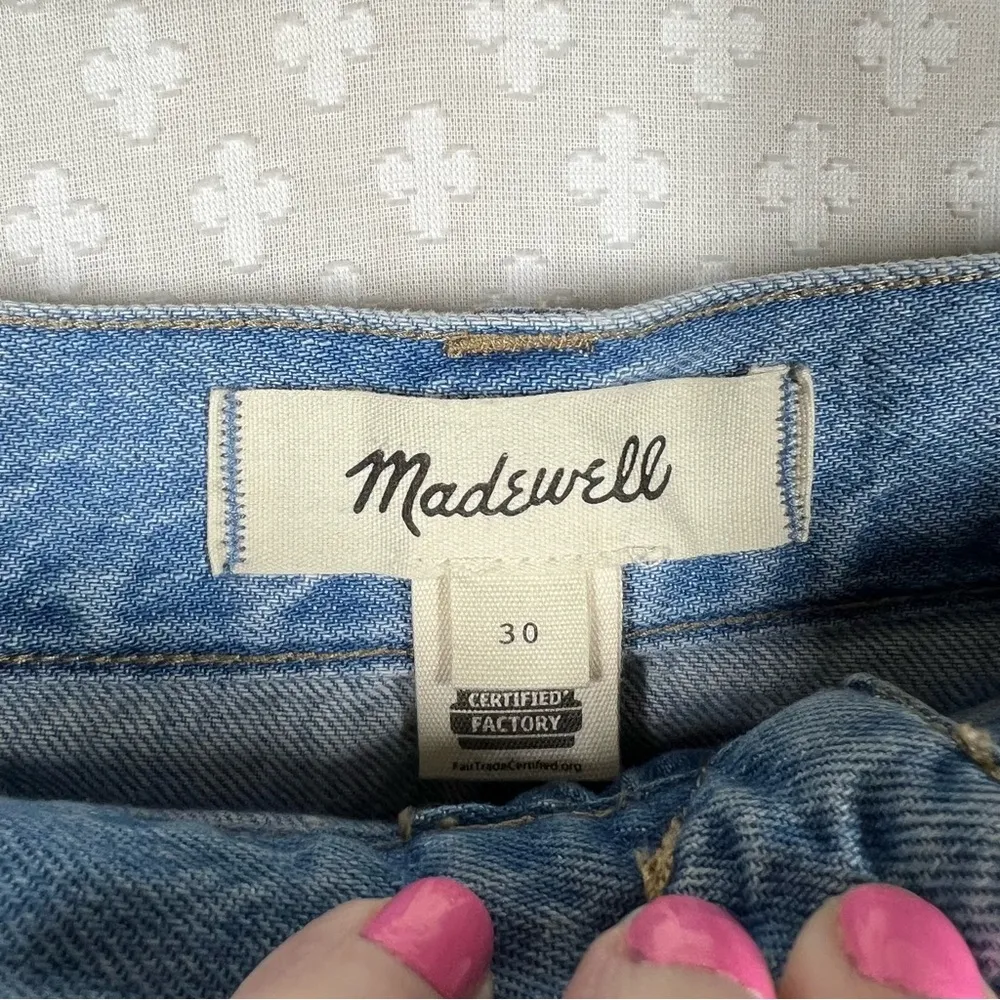 Madewell
30
CERTIFIED
FACTORY
FairTradeCertified.org